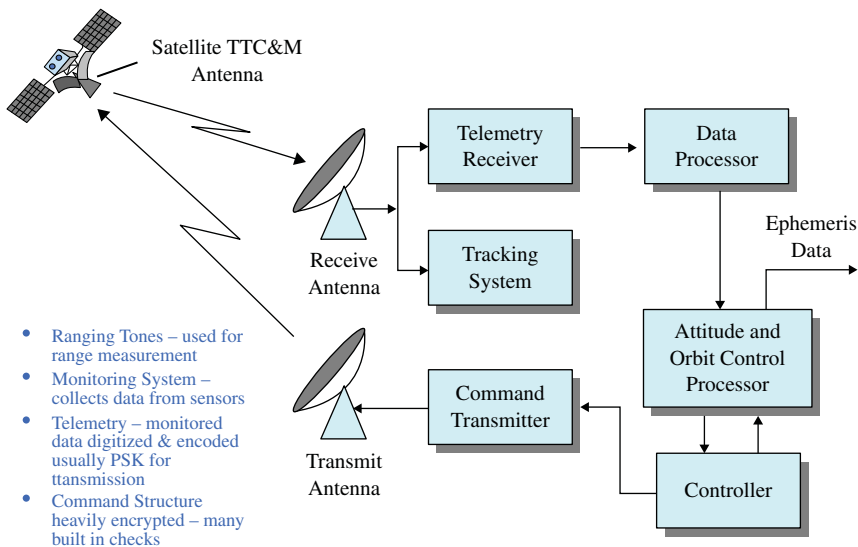 Satellite TTC&M
Antenna
Telemetry
Receiver
Data
Processor
Receive
Antenna
Tracking
System
Ephemeris
Data
• Ranging Tones – used for
range measurement
• Monitoring System –
collects data from sensors
• Telemetry – monitored
data digitized & encoded
usually PSK for
ttansmission
• Command Structure
heavily encrypted – many
built in checks
Transmit
Antenna
Command
Transmitter
Attitude and
Orbit Control
Processor
Controller